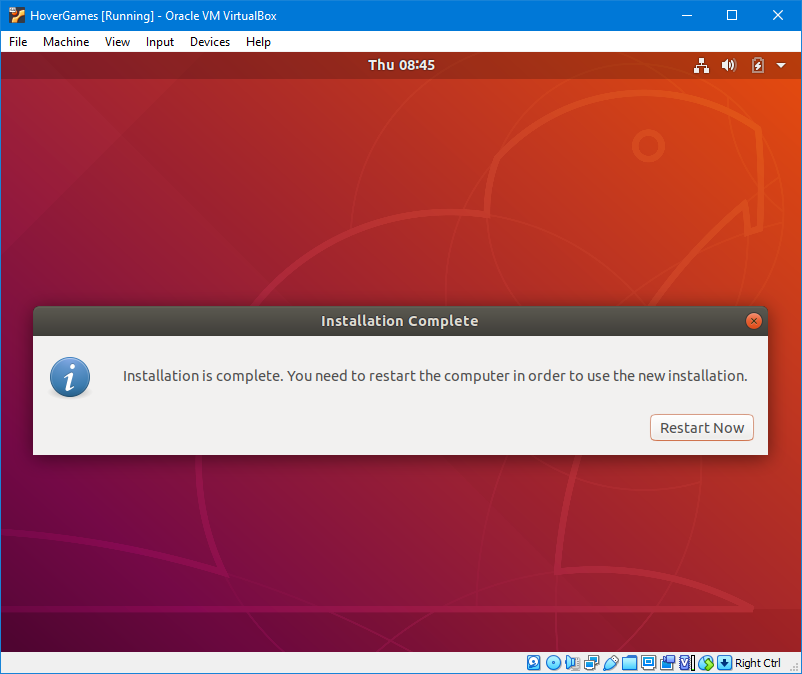 HoverGames [Running] - Oracle VM VirtualBox
File Machine View Input Devices Help
Thu 08:45
Installation Complete
Installation is complete. You need to restart the computer in order to use the new installation.
Restart Now
Right Ctrl